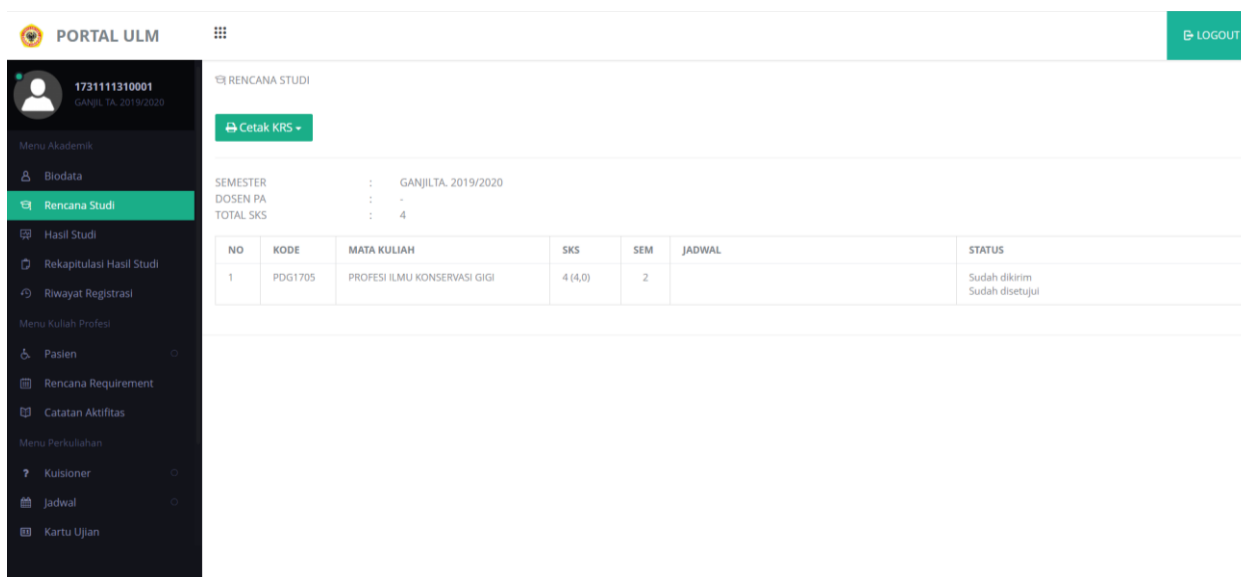 PORTAL ULM
LOGOUT
1731111310001
GANJIL TA. 2019/2020
Menu Akademik
Biodata
Rencana Studi
Hasil Studi
Rekapitulasi Hasil Studi
Riwayat Registrasi
Menu Kuliah Profesi
Pasien
Rencana Requirement
Catatan Aktifitas
Menu Perkuliahan
Kuisioner
Jadwal
Kartu Ujian
RENCANA STUDI
Cetak KRS
SEMESTER : GANJILTA. 2019/2020
DOSEN PA : -
TOTAL SKS : 4
NO KODE MATA KULIAH SKS SEM JADWAL STATUS
1 PDG1705 PROFESI ILMU KONSERVASI GIGI 4 (4,0) 2 Sudah dikirim
Sudah disetujui